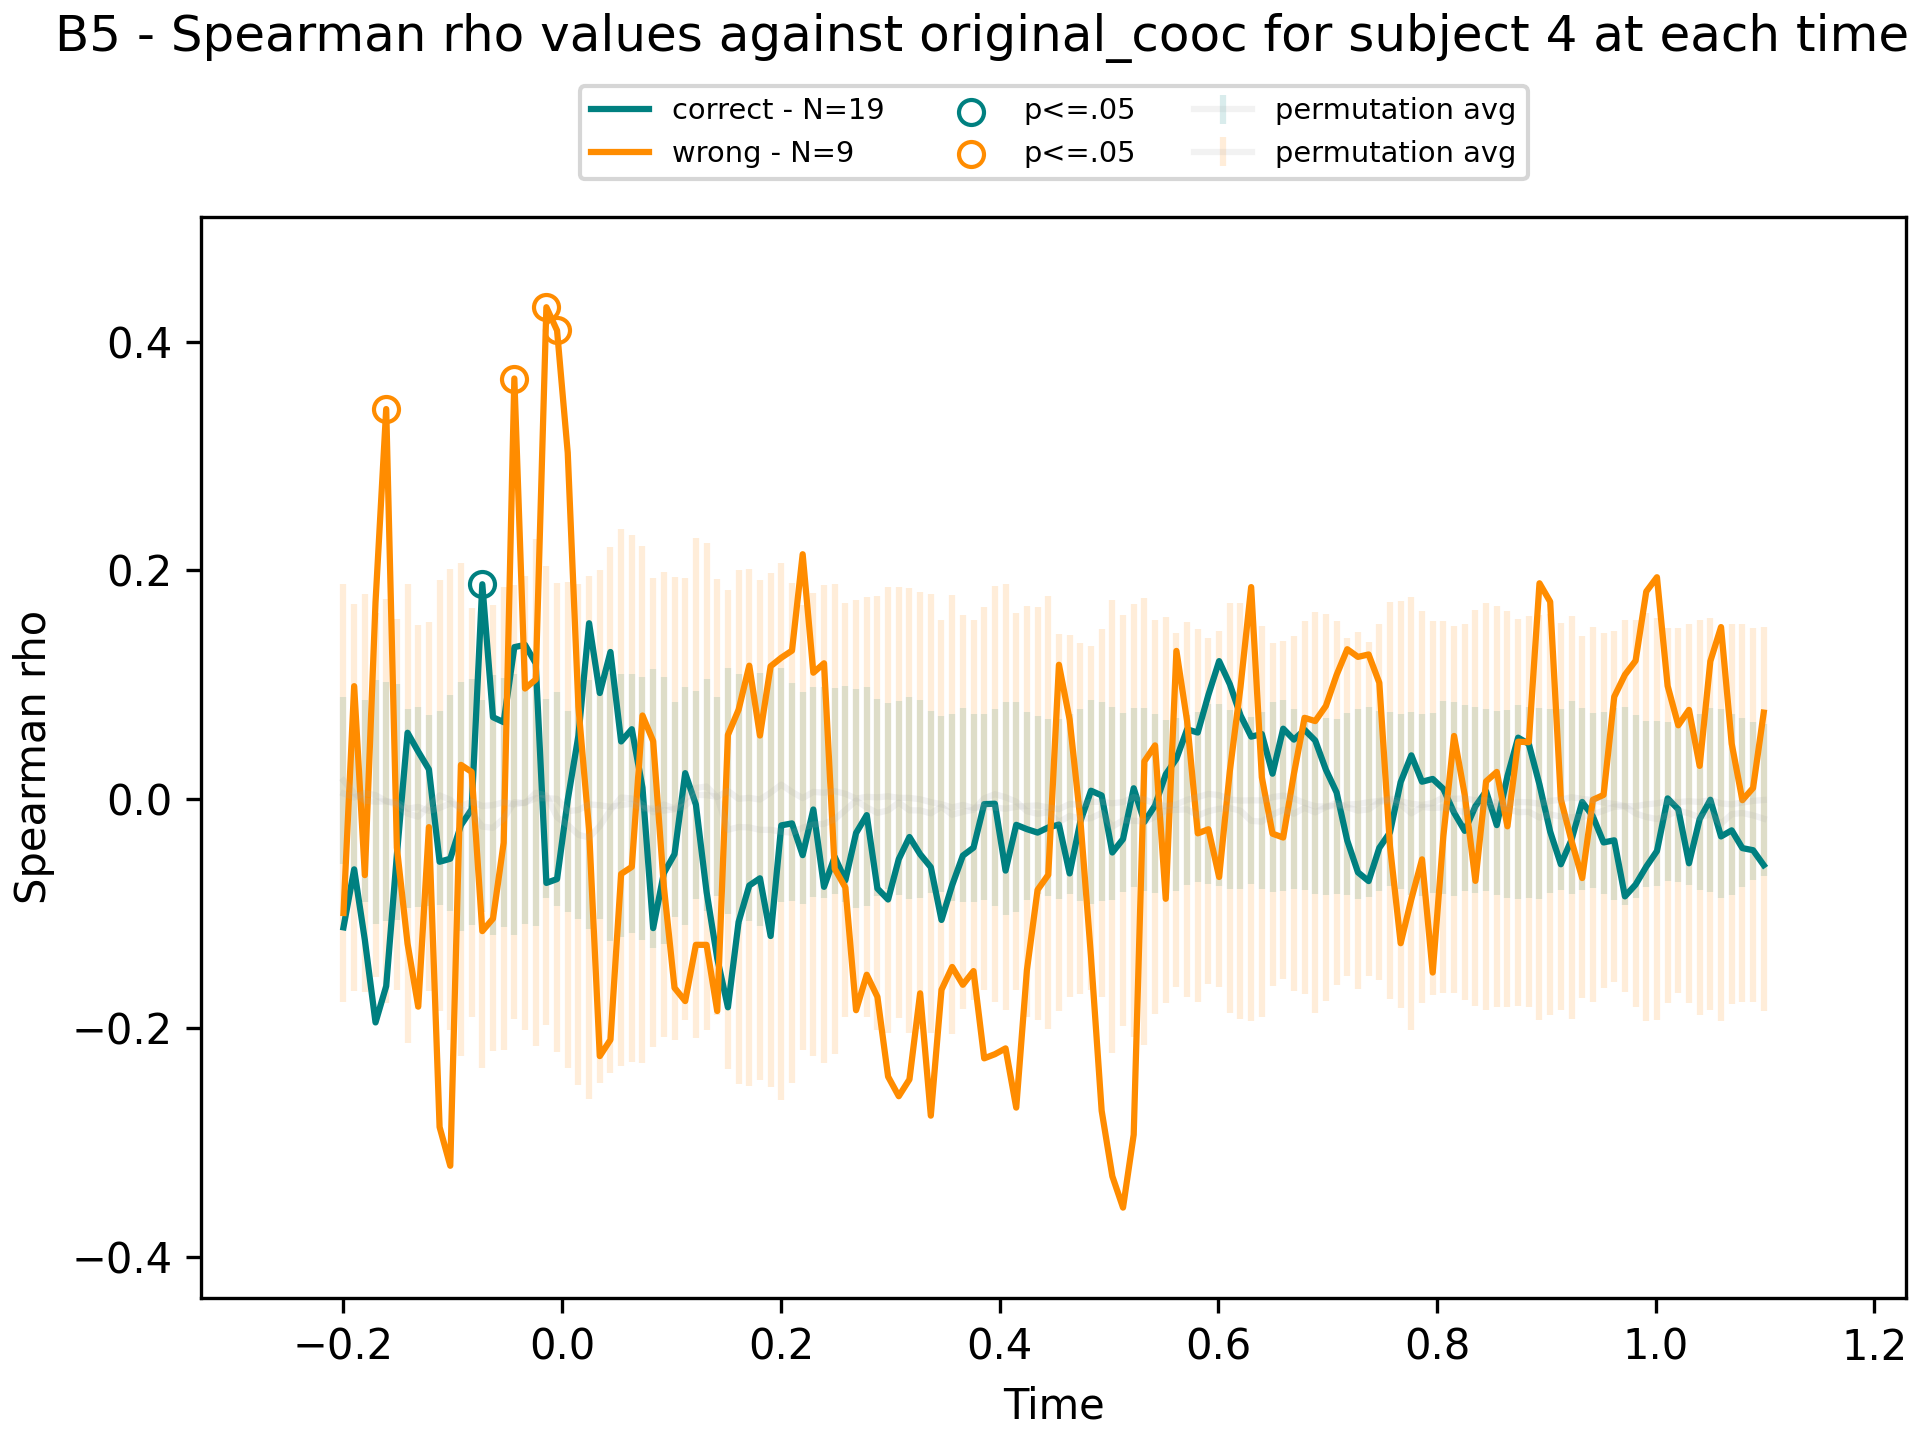 B5 - Spearman rho values against original_cooc for subject 4 at each time
correct - N=19
wrong - N=9
p<=.05
p<=.05
permutation avg
permutation avg
Spearman rho
0.4
0.2
0.0
−0.2
−0.4
−0.2 0.0 0.2 0.4 0.6 0.8 1.0 1.2
Time